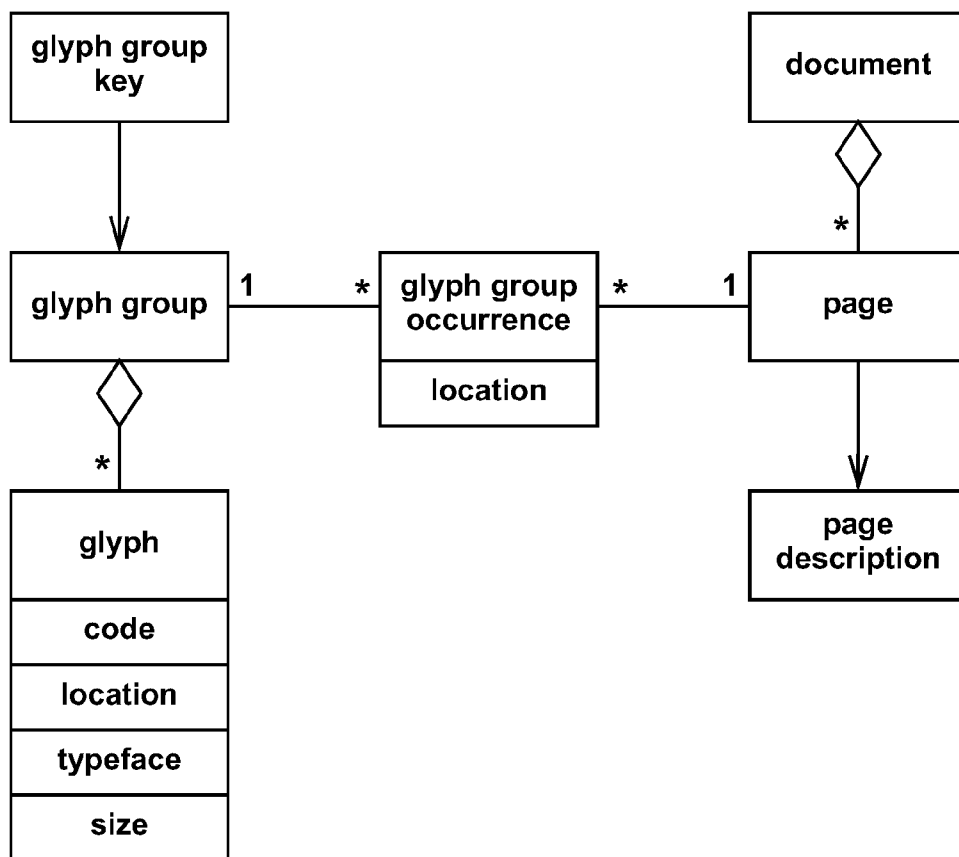 glyph group
key
document
*
glyph group
1
*
glyph group
occurrence
*
1
page
location
*
glyph
page
description
code
location
typeface
size